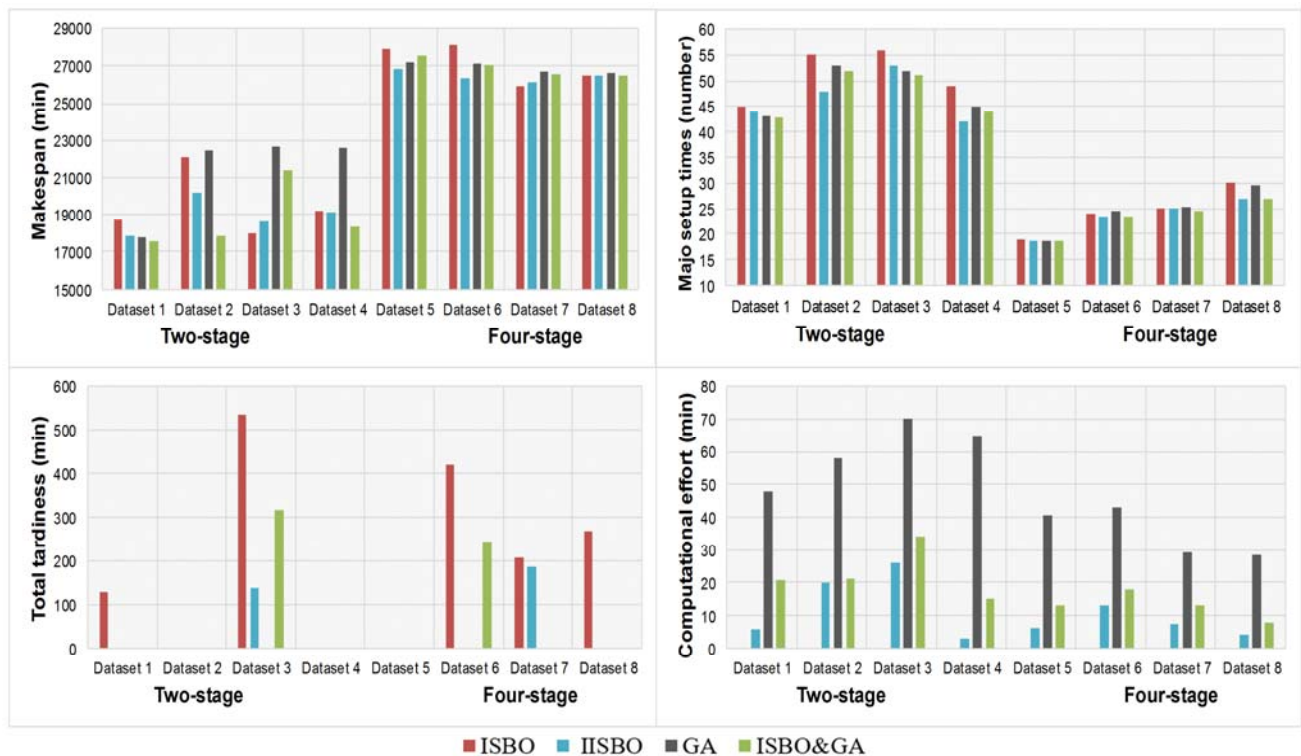 Makespan (min)
29000
27000
25000
23000
21000
19000
17000
15000
Dataset 1 Dataset 2 Dataset 3 Dataset 4 Dataset 5 Dataset 6 Dataset 7 Dataset 8
Two-stage Four-stage
Majo setup times (number)
60
55
50
45
40
35
30
25
20
15
10
Dataset 1 Dataset 2 Dataset 3 Dataset 4 Dataset 5 Dataset 6 Dataset 7 Dataset 8
Two-stage Four-stage
Total tardiness (min)
600
500
400
300
200
100
0
Dataset 1 Dataset 2 Dataset 3 Dataset 4 Dataset 5 Dataset 6 Dataset 7 Dataset 8
Two-stage Four-stage
Computational effort (min)
80
70
60
50
40
30
20
10
0
Dataset 1 Dataset 2 Dataset 3 Dataset 4 Dataset 5 Dataset 6 Dataset 7 Dataset 8
Two-stage Four-stage
ISBO IISBO GA ISBO&GA